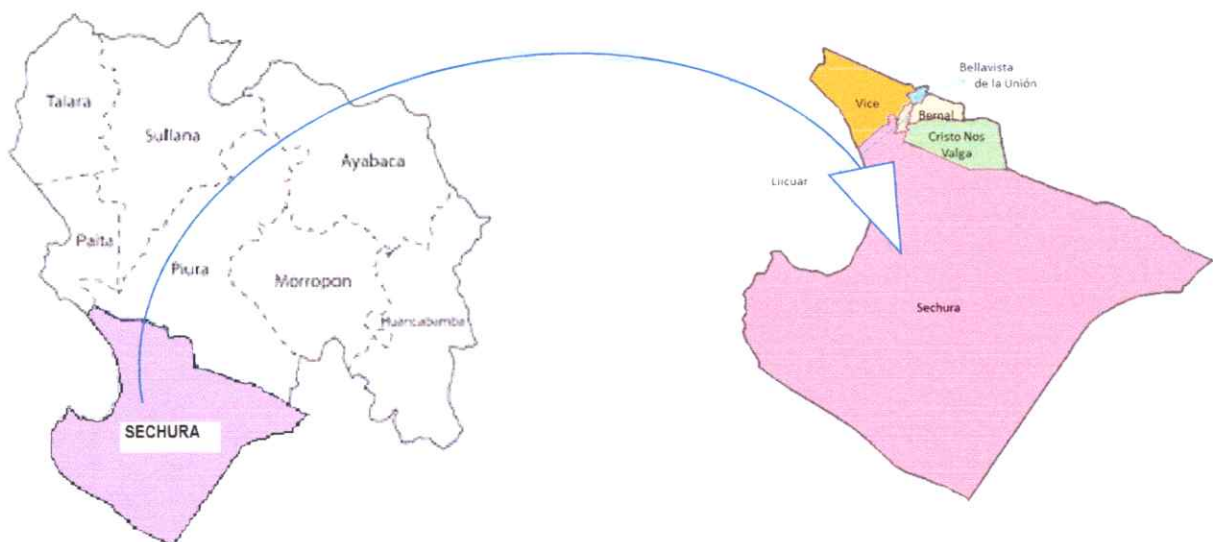 Talara
Sullana
Ayabaca
Paita
Piura
Morropon
Huancabamba
SECHURA
Bellavista
de la Unión
Vice
Bernal
Cristo Nos
Valga
Llicuar
Sechura